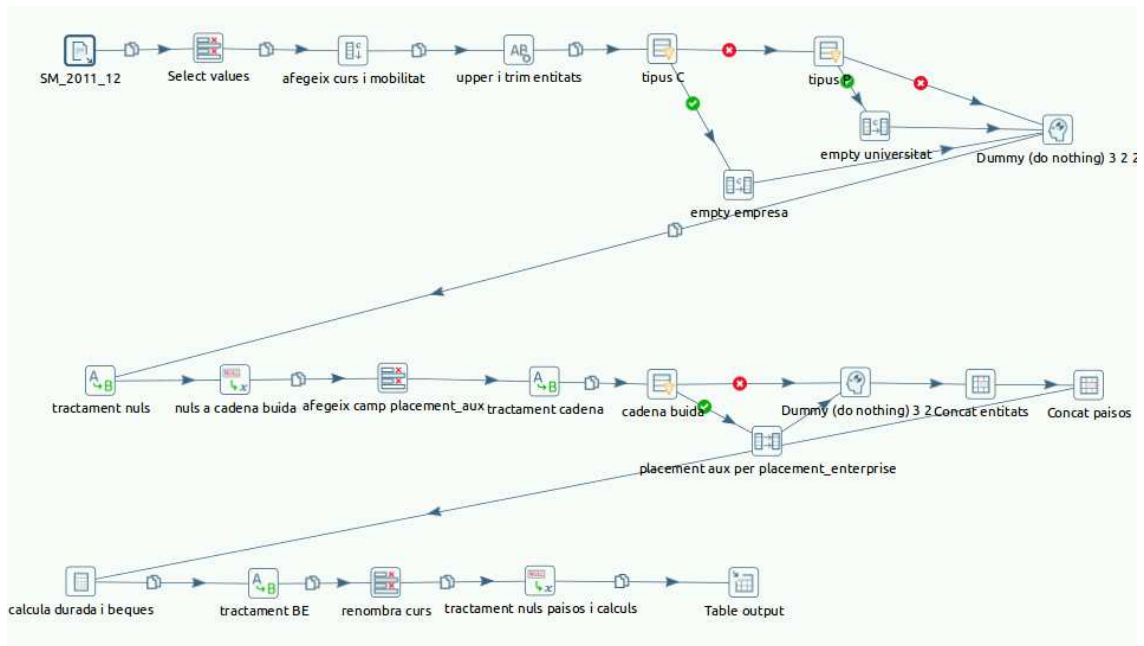 SM_2011_12
Select values
afegeix curs i mobilitat
upper i trim entitats
tipus C
tipus P
empty universitat
Dummy (do nothing) 3 2 2
empty empresa
tractament nuls
nuls a cadena buida
afegeix camp placement_aux
tractament cadena
cadena buida
Dummy (do nothing) 3 2
Concat entitats
Concat paisos
placement aux per placement_enterprise
calcula durada i beques
tractament BE
renombra curs
tractament nuls paisos i calculs
Table output